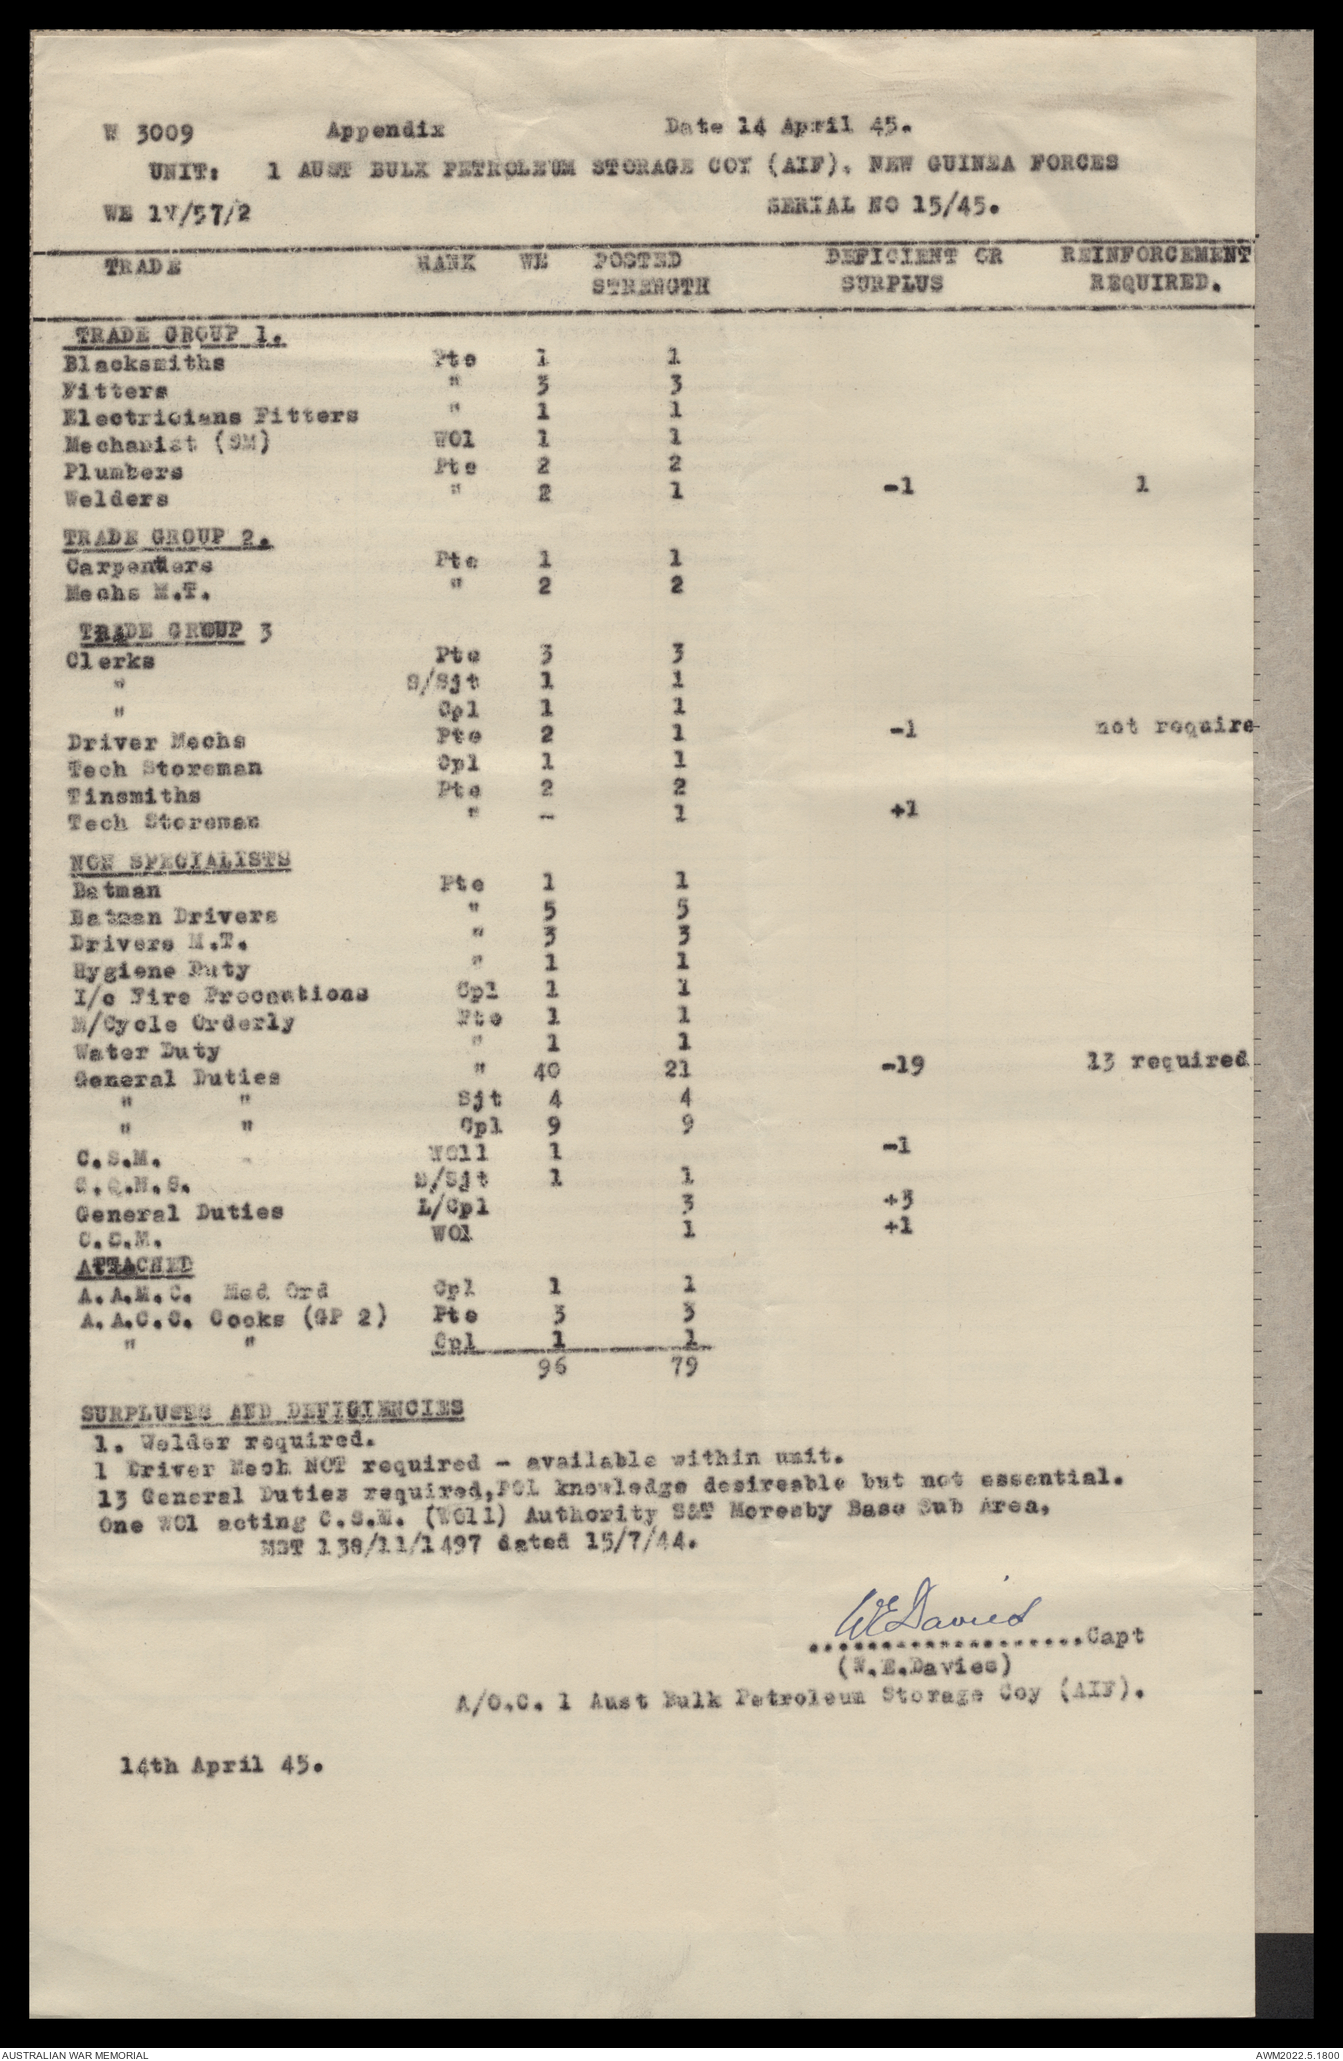 W 3009 Appendix Date 14 April 45.
UNIT: 1 AUST BULK PETROLEUM STORAGE COY (AIF). NEW GUINEA FORCES
WE 1V/57/2 SERIAL NO 15/45.
TRADE RANK WE POSTED STRENGTH DEFICIENT OR SURPLUS REINFORCEMENT REQUIRED.
TRADE GROUP 1.
Blacksmiths Pte 1 1
Fitters " 3 3
Electricians Fitters " 1 1
Mechanist (SM) WO1 1 1
Plumbers Pte 2 2
Welders " 2 1 -1 1
TRADE GROUP 2.
Carpenters Pte 1 1
Mechs M.T. " 2 2
TRADE GROUP 3
Clerks Pte 3 3
" S/Sjt 1 1
" Cpl 1 1
Driver Mechs Pte 2 1 -1 not require
Tech Storeman Cpl 1 1
Tinsmiths Pte 2 2
Tech Storeman " - 1 +1
NON SPECIALISTS
Batman Pte 1 1
Batman Drivers " 5 5
Drivers M.T. " 3 3
Hygiene Duty " 1 1
I/c Fire Precautions Cpl 1 1
M/Cycle Orderly Pte 1 1
Water Duty " 1 1
General Duties " 40 21 -19 13 required
" " Sjt 4 4
" " Cpl 9 9
C.S.M. WO11 1 -1
C.Q.M.S. S/Sjt 1 1
General Duties L/Cpl 3 +3
C.S.M. WO1 1 +1
ATTACHED
A.A.M.C. Med Ord Cpl 1 1
A.A.C.C. Cooks (GP 2) Pte 3 3
" " Cpl 1 1
96 79
SURPLUSES AND DEFICIENCIES
1. Welder required.
1 Driver Mech NOT required - available within unit.
13 General Duties required,POL knowledge desireable but not essential.
One WO1 acting C.S.M. (WO11) Authority S&T Moresby Base Sub Area,
MST 138/11/1497 dated 15/7/44.
WE Davies
...................Capt
(W.E.Davies)
A/O.C. 1 Aust Bulk Petroleum Storage Coy (AIF).
14th April 45.
AUSTRALIAN WAR MEMORIAL AWM2022.5.1800